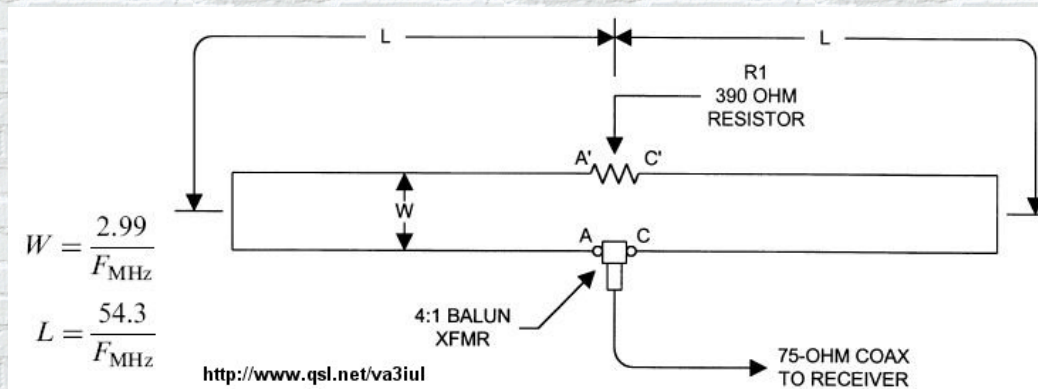 L
L
R1
390 OHM
RESISTOR
A'
C'
W
A
C
W = 2.99 / F_MHz
L = 54.3 / F_MHz
4:1 BALUN
XFMR
75-OHM COAX
TO RECEIVER
http://www.qsl.net/va3iul